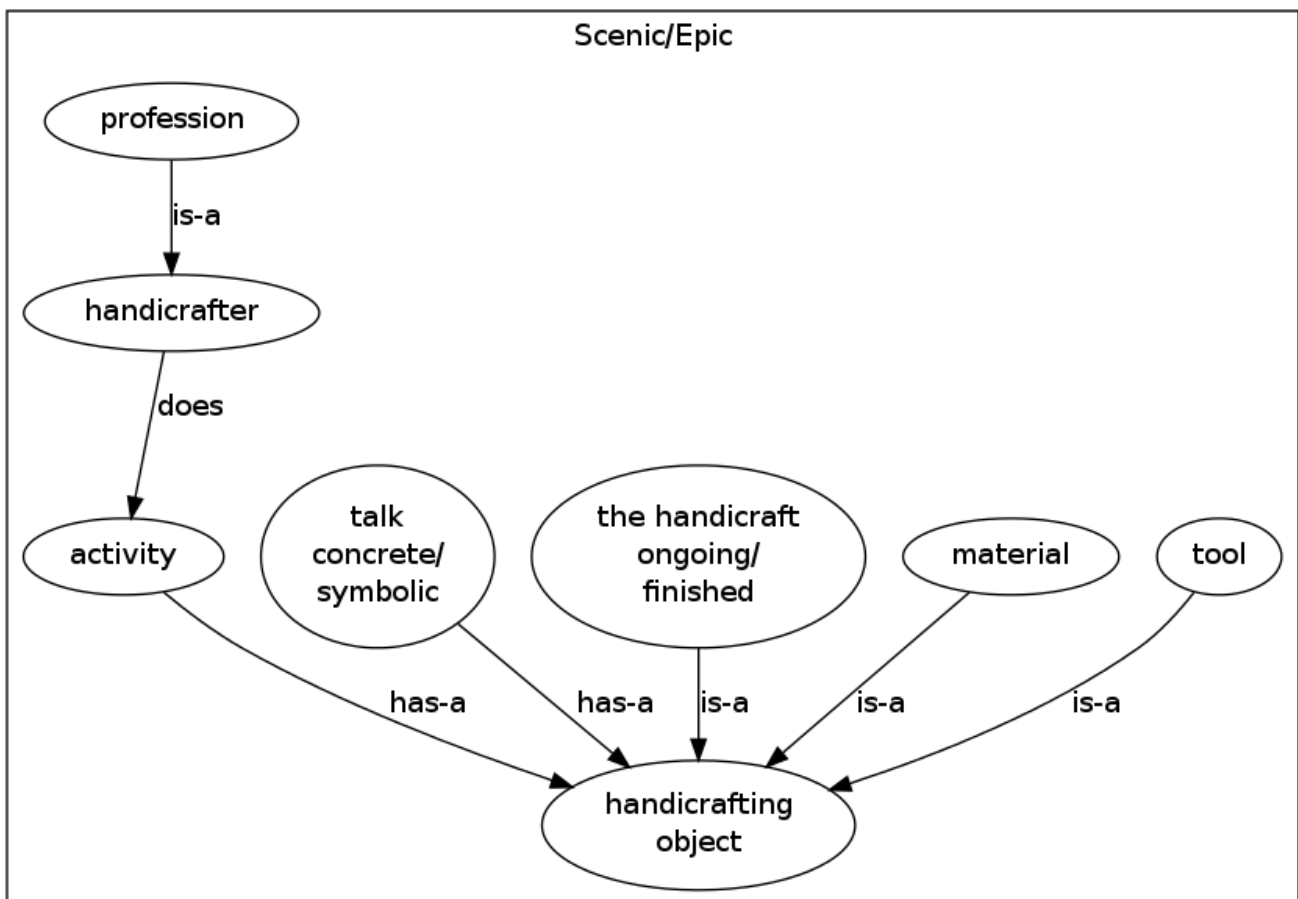 Scenic/Epic
profession
is-a
handicrafter
does
activity
talk
concrete/
symbolic
the handicraft
ongoing/
finished
material
tool
has-a
has-a
is-a
is-a
is-a
handicrafting
object